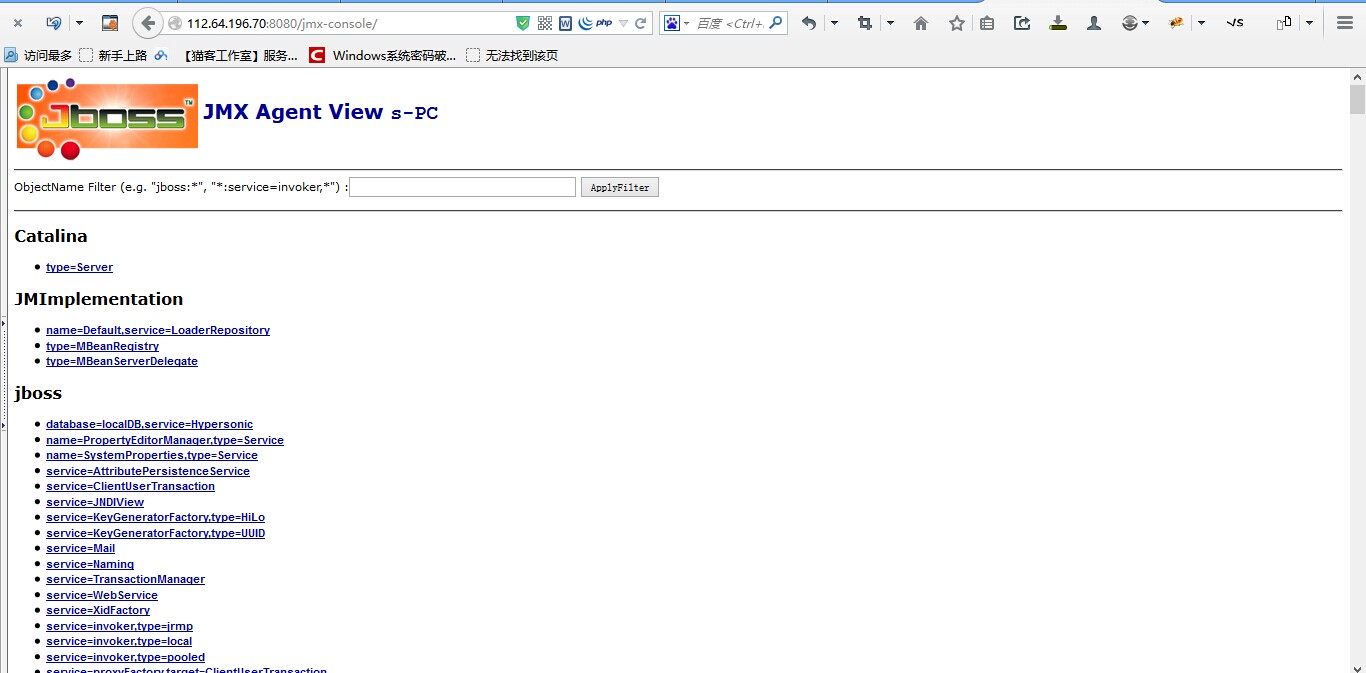 112.64.196.70:8080/jmx-console/
php
百度 <Ctrl+.
访问最多 新手上路 【猫客工作室】服务... Windows系统密码破... 无法找到该页
Jboss TM JMX Agent View s-PC
ObjectName Filter (e.g. "jboss:*", "*:service=invoker,*") : ApplyFilter
Catalina
type=Server
JMImplementation
name=Default,service=LoaderRepository
type=MBeanRegistry
type=MBeanServerDelegate
jboss
database=localDB,service=Hypersonic
name=PropertyEditorManager,type=Service
name=SystemProperties,type=Service
service=AttributePersistenceService
service=ClientUserTransaction
service=JNDIView
service=KeyGeneratorFactory,type=HiLo
service=KeyGeneratorFactory,type=UUID
service=Mail
service=Naming
service=TransactionManager
service=WebService
service=XidFactory
service=invoker,type=jrmp
service=invoker,type=local
service=invoker,type=pooled
service=proxyFactory,target=ClientUserTransaction